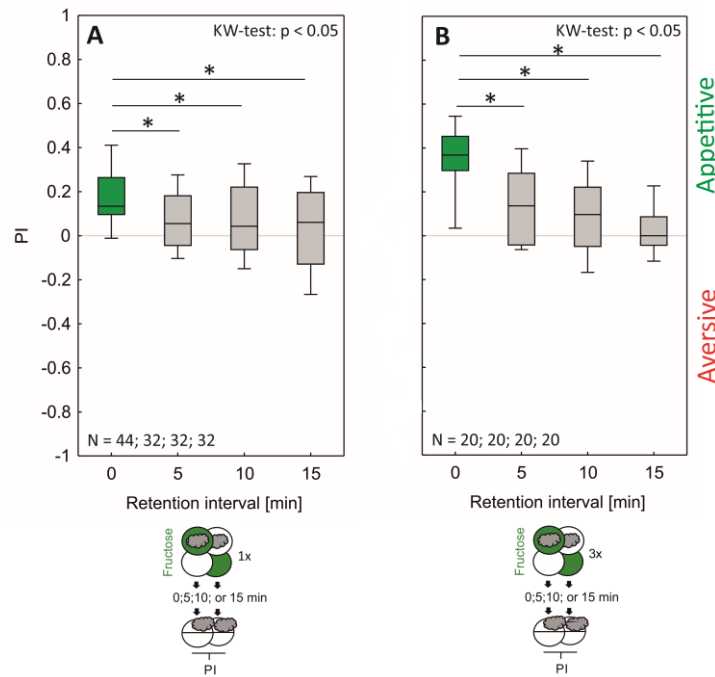 A
KW-test: p < 0.05
B
KW-test: p < 0.05
1
0.8
0.6
0.4
0.2
0
-0.2
-0.4
-0.6
-0.8
-1
PI
*
*
*
*
*
*
Appetitive
Aversive
N = 44; 32; 32; 32
N = 20; 20; 20; 20
0 5 10 15
0 5 10 15
Retention interval [min]
Retention interval [min]
Fructose
1x
0;5;10; or 15 min
PI
Fructose
3x
0;5;10; or 15 min
PI